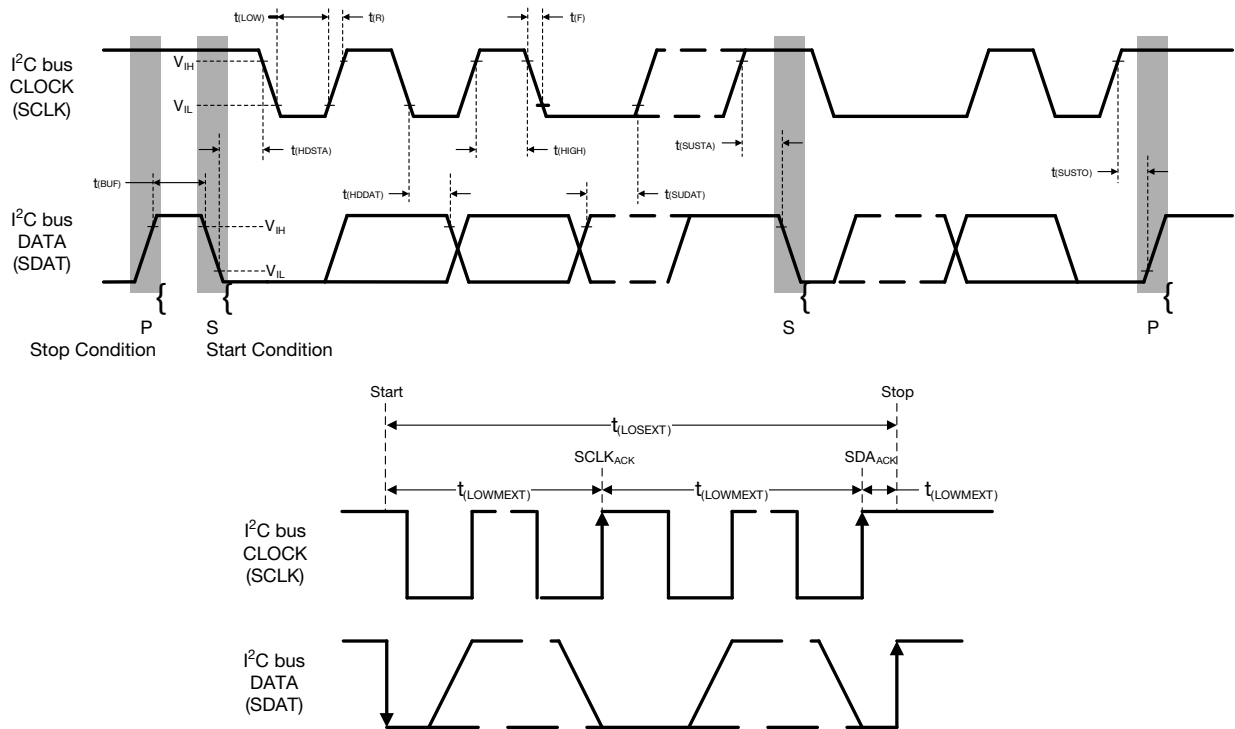 t(LOW) t(R) t(F)
I²C bus
CLOCK
(SCLK)
VIH
VIL
t(HDSTA) t(HIGH) t(SUSTA)
t(BUF) t(HDDAT) t(SUDAT) t(SUSTO)
I²C bus
DATA
(SDAT)
VIH
VIL
{ { { {
P S S P
Stop Condition Start Condition
Start Stop
t(LOSEXT)
SCLKACK SDAACK
t(LOWMEXT) t(LOWMEXT) t(LOWMEXT)
I²C bus
CLOCK
(SCLK)
I²C bus
DATA
(SDAT)